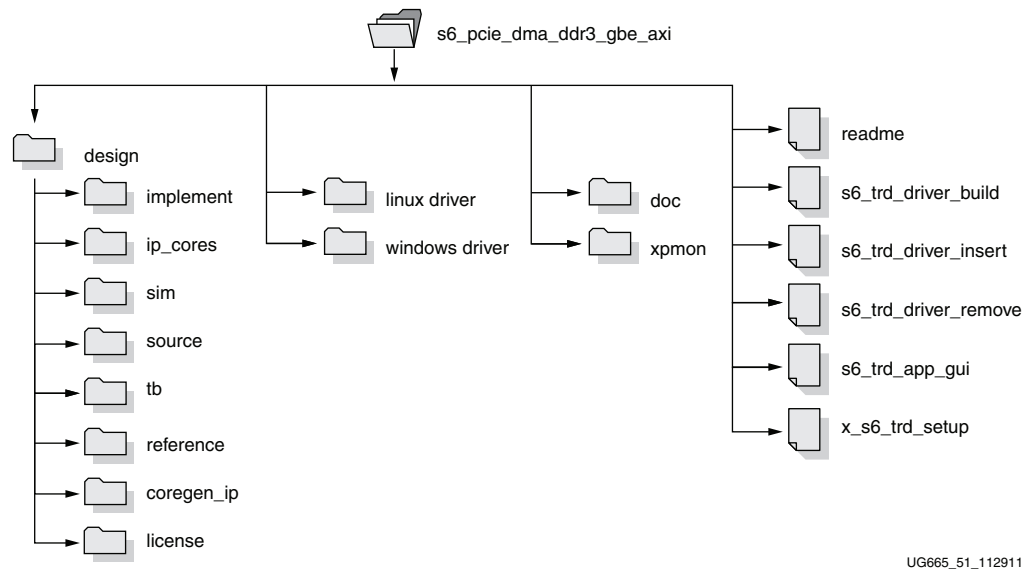 s6_pcie_dma_ddr3_gbe_axi
design
implement
ip_cores
sim
source
tb
reference
coregen_ip
license
linux driver
windows driver
doc
xpmon
readme
s6_trd_driver_build
s6_trd_driver_insert
s6_trd_driver_remove
s6_trd_app_gui
x_s6_trd_setup
UG665_51_112911